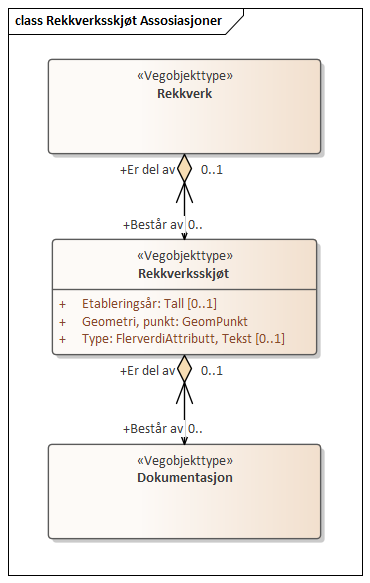 class Rekkverksskjøt Assosiasjoner
«Vegobjekttype»
Rekkverk
+Er del av 0..1
+Består av 0..
«Vegobjekttype»
Rekkverksskjøt
+ Etableringsår: Tall [0..1]
+ Geometri, punkt: GeomPunkt
+ Type: FlerverdiAttributt, Tekst [0..1]
+Er del av 0..1
+Består av 0..
«Vegobjekttype»
Dokumentasjon